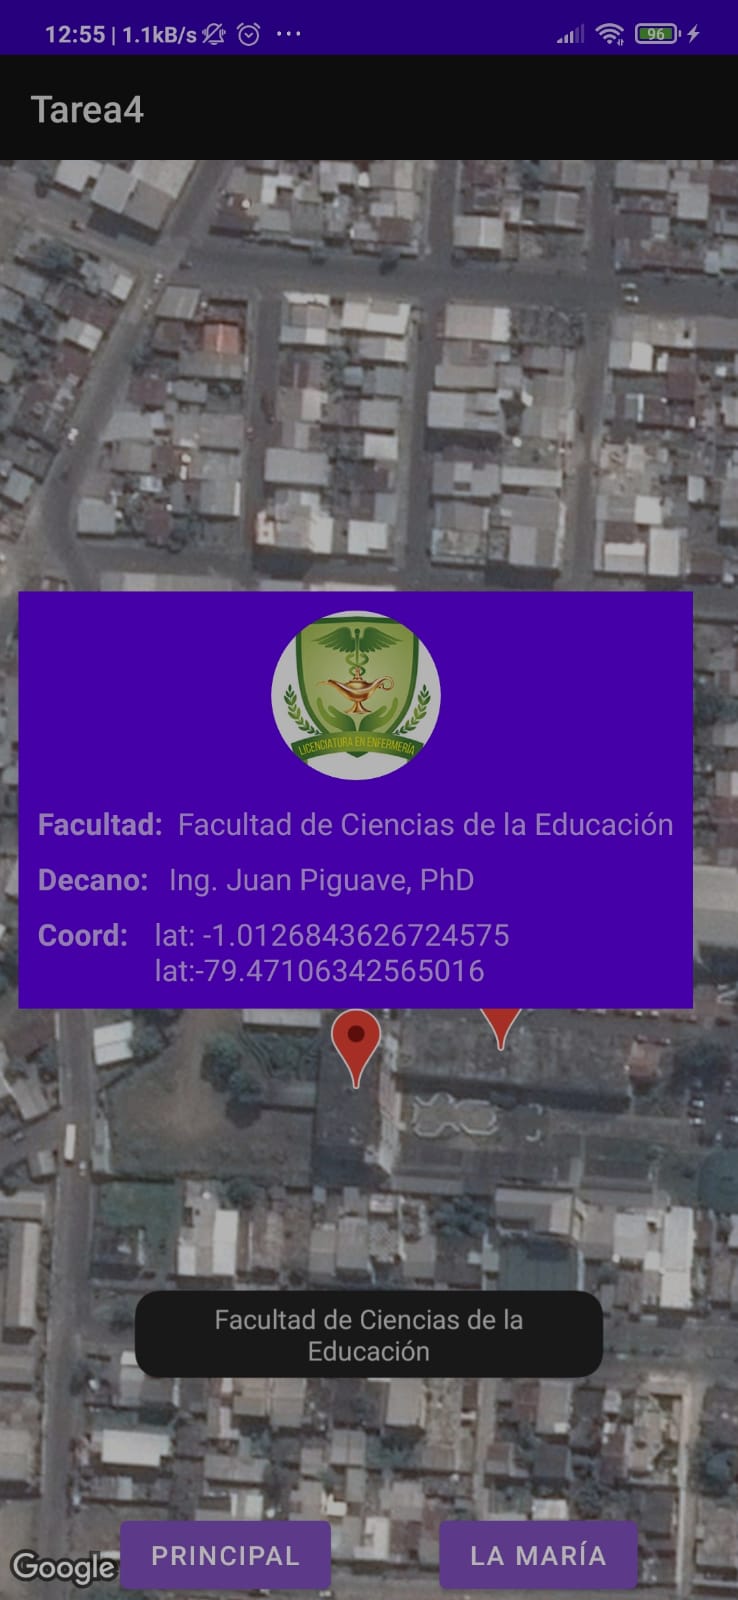 12:55 | 1.1kB/s ...
96
Tarea4
LICENCIATURA EN ENFERMERÍA
Facultad: Facultad de Ciencias de la Educación
Decano: Ing. Juan Piguave, PhD
Coord: lat: -1.0126843626724575
lat:-79.47106342565016
Facultad de Ciencias de la
Educación
Google
PRINCIPAL
LA MARÍA